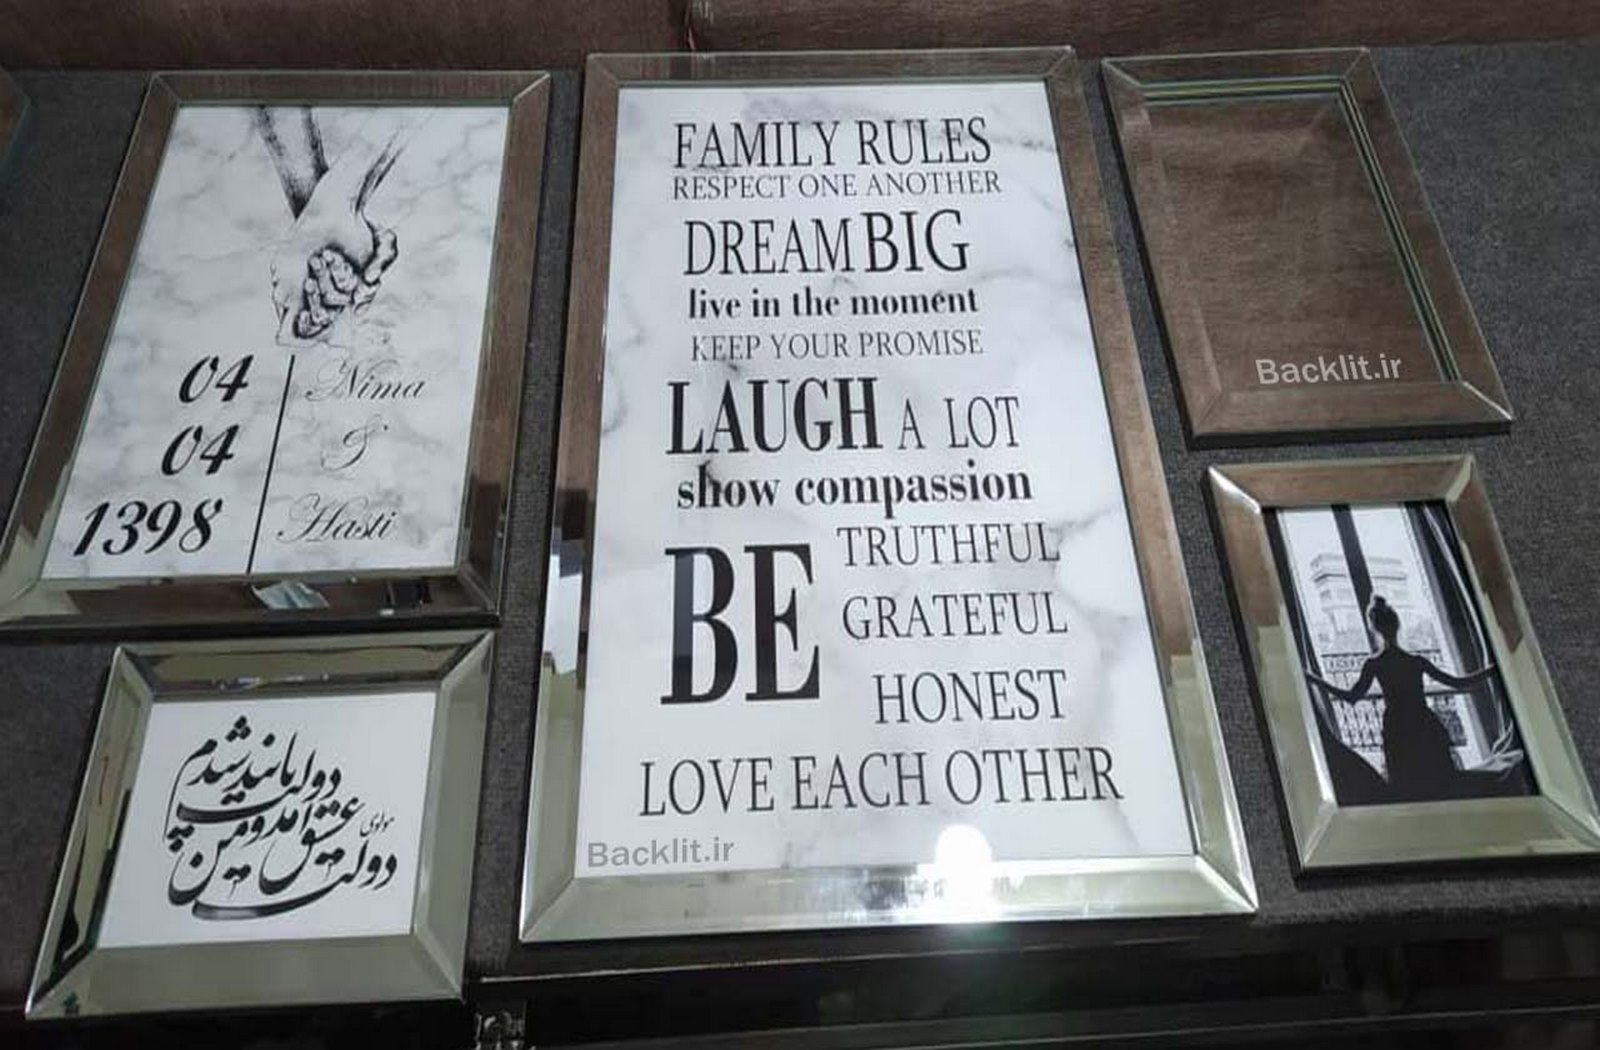 04
04
1398
Nima
&
Hasti
دولت عشق آمد و من
دولت پاینده شدم
مولوی
FAMILY RULES
RESPECT ONE ANOTHER
DREAM BIG
live in the moment
KEEP YOUR PROMISE
LAUGH A LOT
show compassion
BE
TRUTHFUL
GRATEFUL
HONEST
LOVE EACH OTHER
Backlit.ir
Backlit.ir